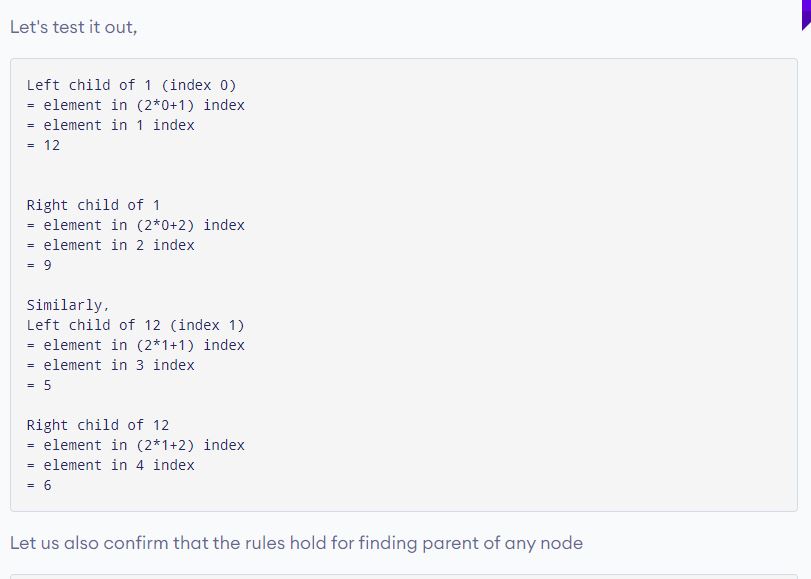 Let's test it out,
Left child of 1 (index 0)
= element in (2*0+1) index
= element in 1 index
= 12
Right child of 1
= element in (2*0+2) index
= element in 2 index
= 9
Similarly,
Left child of 12 (index 1)
= element in (2*1+1) index
= element in 3 index
= 5
Right child of 12
= element in (2*1+2) index
= element in 4 index
= 6
Let us also confirm that the rules hold for finding parent of any node